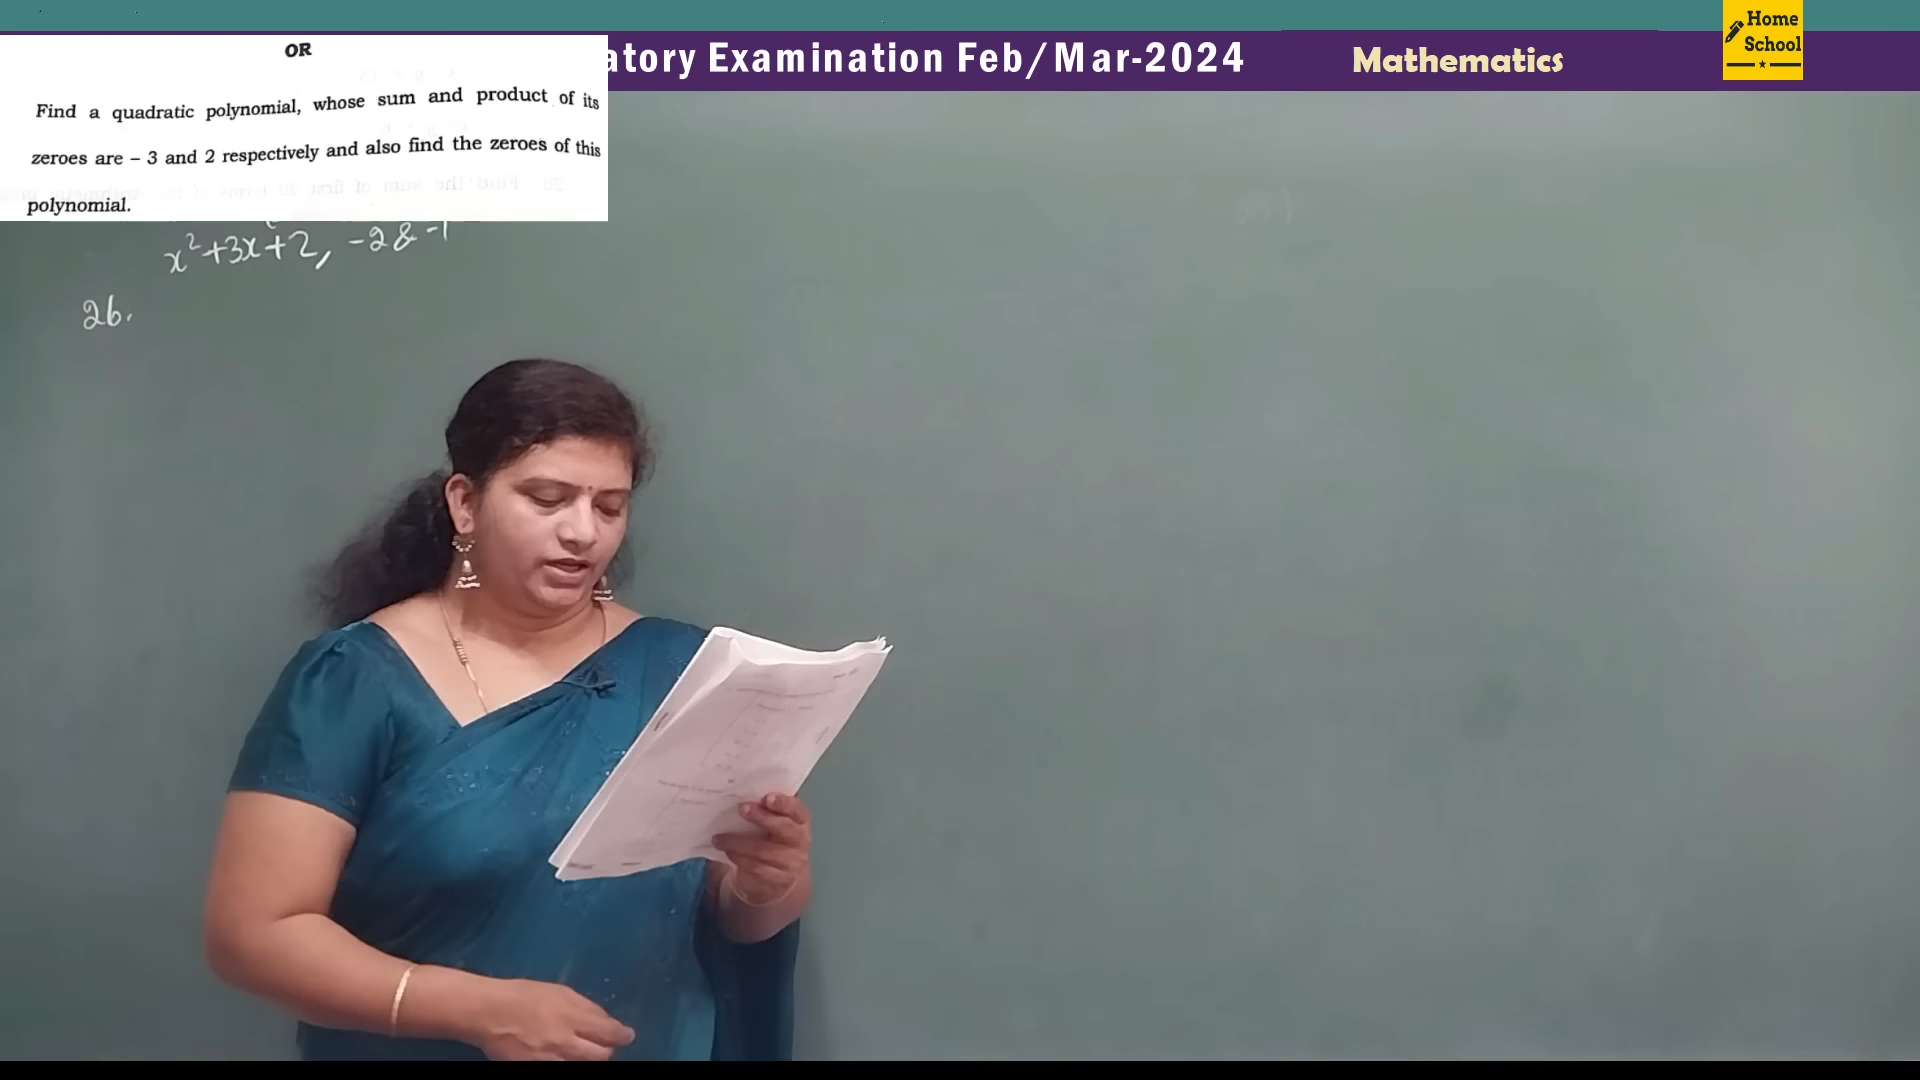 Home
School
atory Examination Feb/Mar-2024
Mathematics
OR
Find a quadratic polynomial, whose sum and product of its
zeroes are – 3 and 2 respectively and also find the zeroes of this
polynomial.
x²+3x+2, -2 & -1
26.